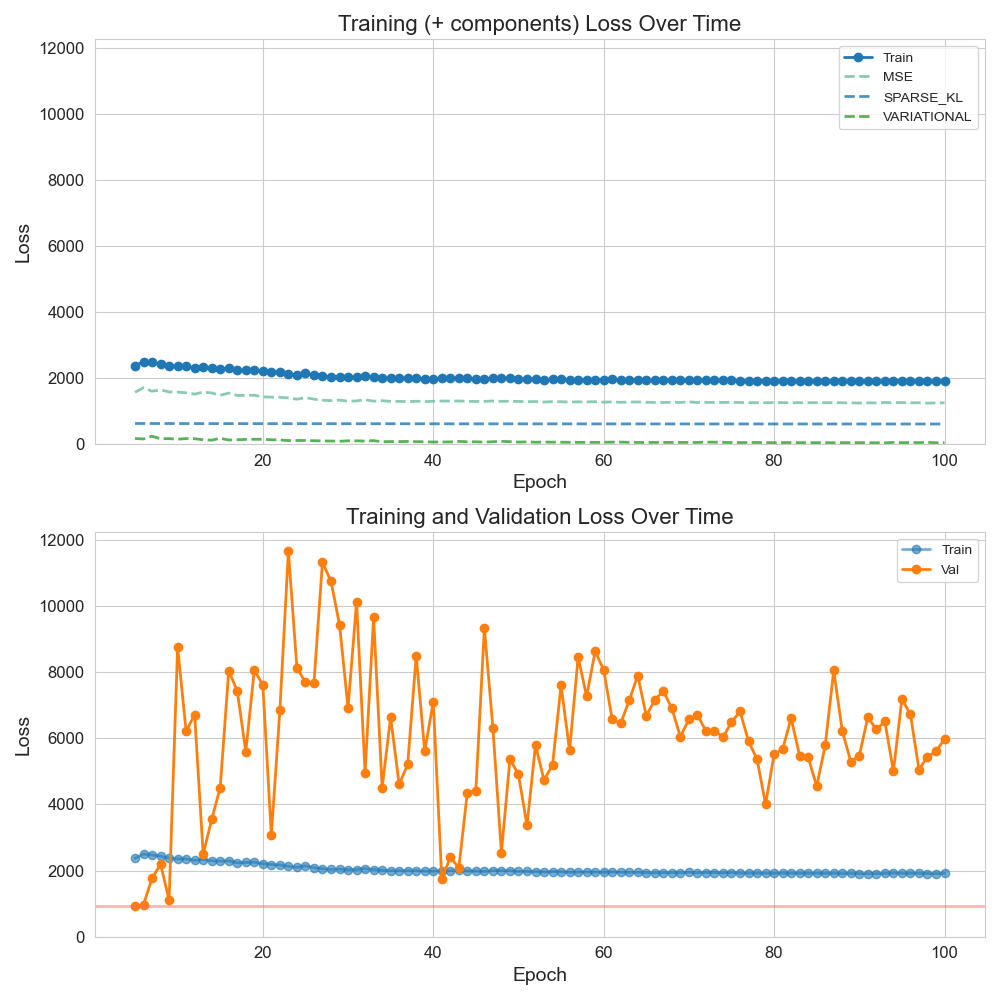 Training (+ components) Loss Over Time
12000
10000
8000
6000
4000
2000
0
Loss
Train
MSE
SPARSE_KL
VARIATIONAL
20 40 60 80 100
Epoch
Training and Validation Loss Over Time
12000
10000
8000
6000
4000
2000
0
Loss
Train
Val
20 40 60 80 100
Epoch